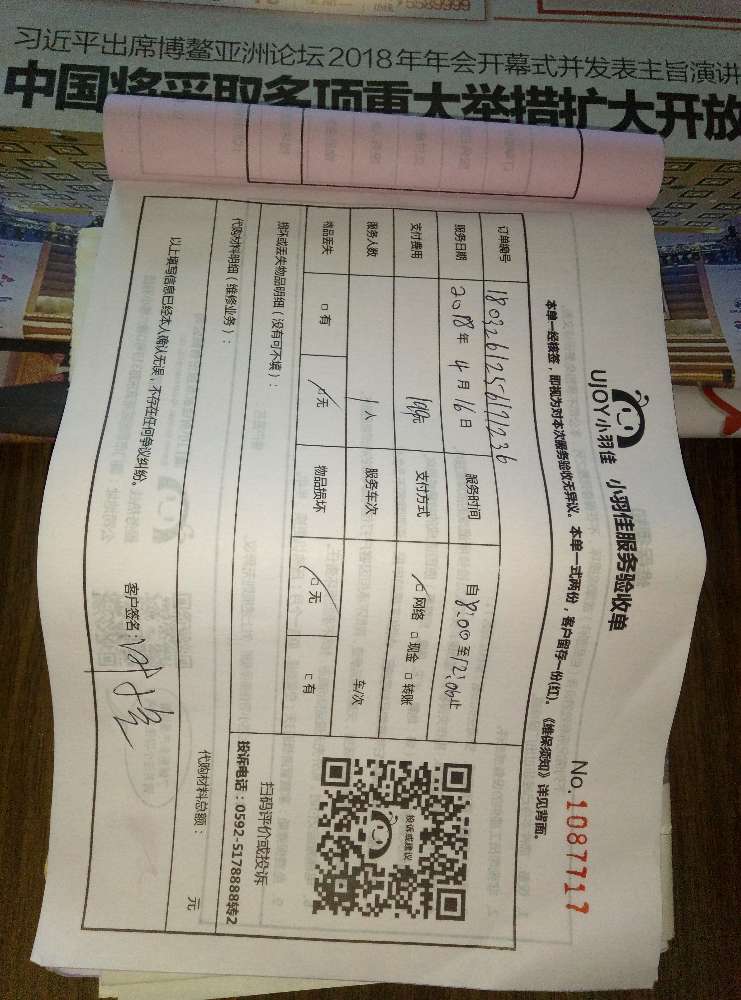 5589999
习近平出席博鳌亚洲论坛2018年年会开幕式并发表主旨演讲
中国将采取多项重大举措扩大开放
UJOY小羽佳 小羽佳服务验收单
No.1087717
本单一经核签，即视为对本次服务验收无异议。本单一式两份，客户留存一份(红)。《维保须知》详见背面。
订单编号 1803261256171236
服务日期 2018年4月16日 服务时间 自8:00至12:00止
支付费用 元 支付方式 ☑网络 □现金 □转账
服务人数 1人 服务车次 车/次
物品丢失 □有 ☑无 物品损坏 ☑无 □有
损坏或丢失物品明细（没有可不填）：
投诉或建议
扫码评价或投诉
投诉电话：0592-5178888转2
代购材料明细（维修业务）：
代购材料总额： 元
以上填写信息已经本人确认无误，不存在任何争议纠纷。
客户签名：